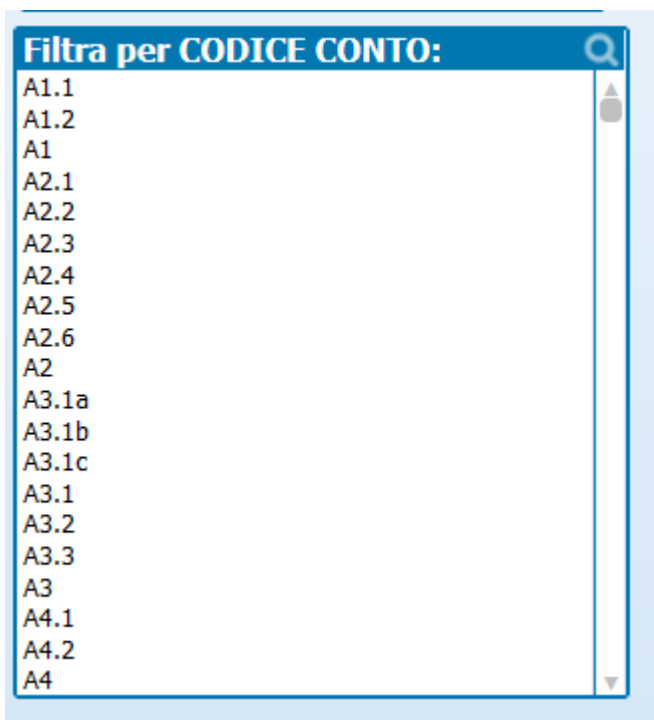 Filtra per CODICE CONTO:
A1.1
A1.2
A1
A2.1
A2.2
A2.3
A2.4
A2.5
A2.6
A2
A3.1a
A3.1b
A3.1c
A3.1
A3.2
A3.3
A3
A4.1
A4.2
A4